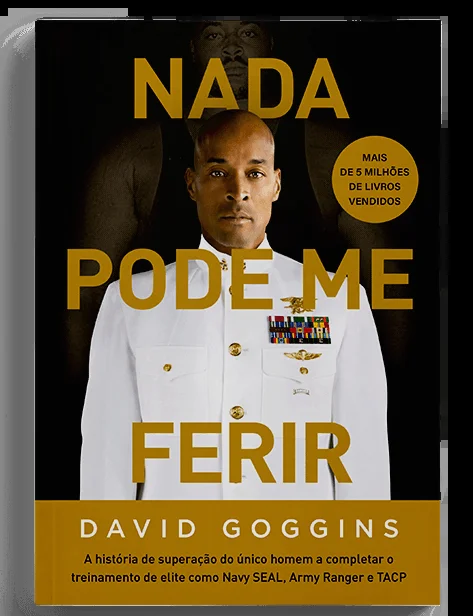 NADA
MAIS
DE 5 MILHÕES
DE LIVROS
VENDIDOS
PODE ME
FERIR
DAVID GOGGINS
A história de superação do único homem a completar o
treinamento de elite como Navy SEAL, Army Ranger e TACP